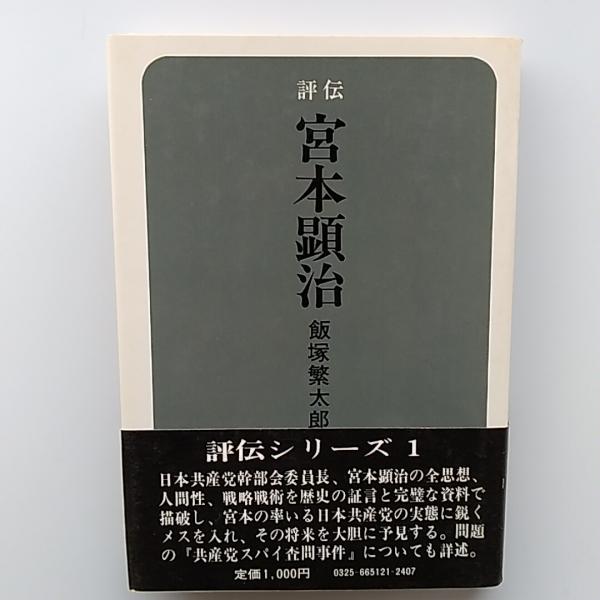 評伝
宮本顕治
飯塚繁太郎
評伝シリーズ 1
日本共産党幹部会委員長、宮本顕治の全思想、
人間性、戦略戦術を歴史の証言と完璧な資料で
描破し、宮本の率いる日本共産党の実態に鋭く
メスを入れ、その将来を大胆に予見する。問題
の『共産党スパイ査問事件』についても詳述。
定価1,000円 0325-665121-2407